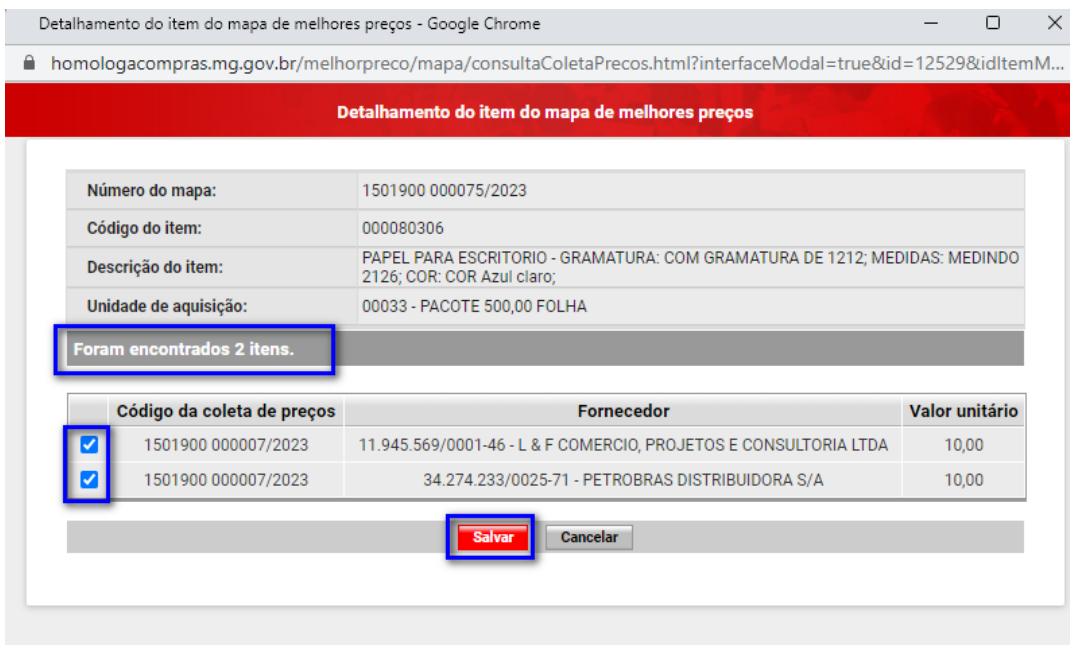 Detalhamento do item do mapa de melhores preços - Google Chrome
homologacompras.mg.gov.br/melhorpreco/mapa/consultaColetaPrecos.html?interfaceModal=true&id=12529&idItemM...
Detalhamento do item do mapa de melhores preços
Número do mapa: 1501900 000075/2023
Código do item: 000080306
Descrição do item: PAPEL PARA ESCRITORIO - GRAMATURA: COM GRAMATURA DE 1212; MEDIDAS: MEDINDO
2126; COR: COR Azul claro;
Unidade de aquisição: 00033 - PACOTE 500,00 FOLHA
Foram encontrados 2 itens.
Código da coleta de preços Fornecedor Valor unitário
1501900 000007/2023 11.945.569/0001-46 - L & F COMERCIO, PROJETOS E CONSULTORIA LTDA 10,00
1501900 000007/2023 34.274.233/0025-71 - PETROBRAS DISTRIBUIDORA S/A 10,00
Salvar Cancelar